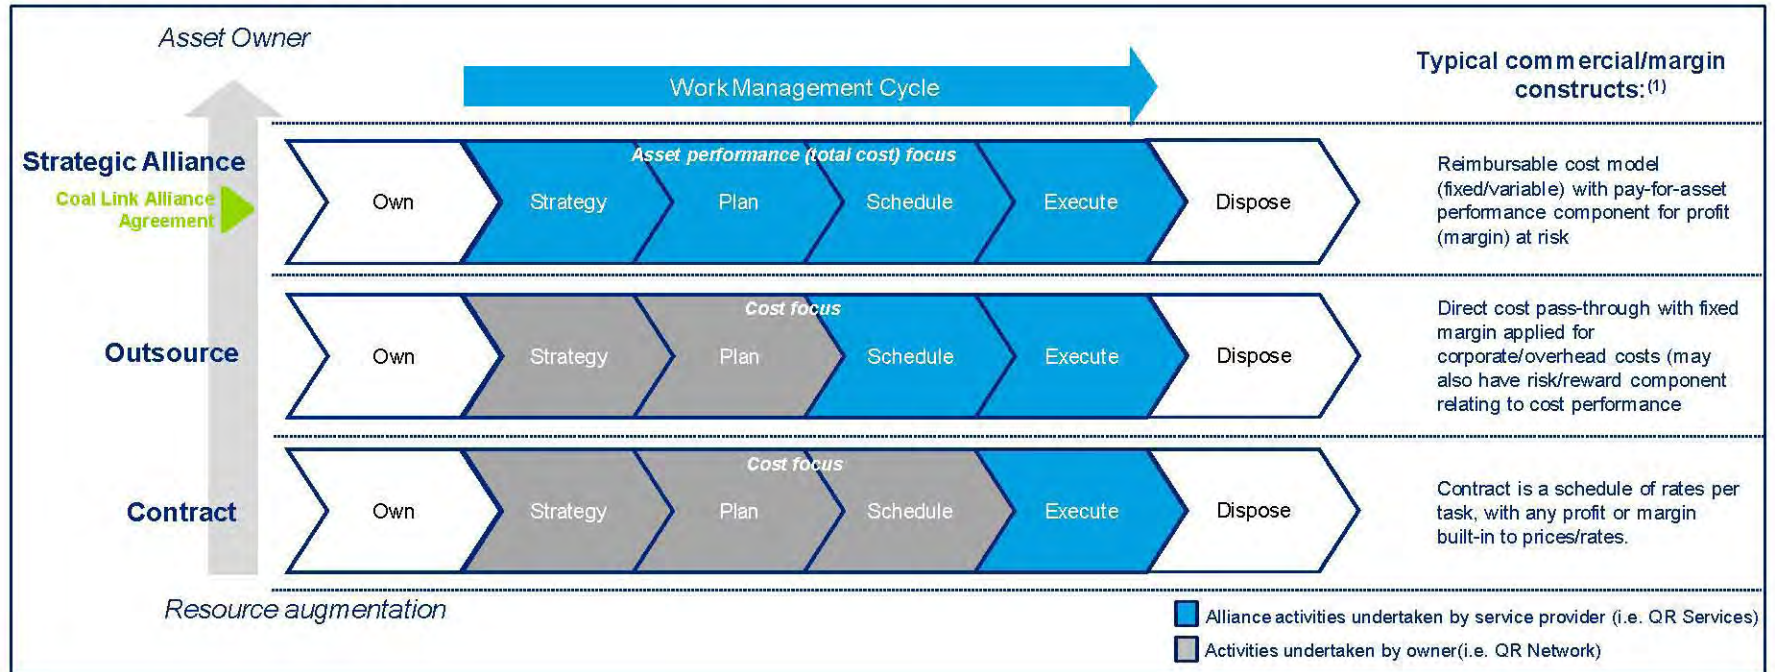 Asset Owner
Work Management Cycle
Typical commercial/margin
constructs:(1)
Strategic Alliance
Coal Link Alliance
Agreement
Asset performance (total cost) focus
Own
Strategy
Plan
Schedule
Execute
Dispose
Reimbursable cost model
(fixed/variable) with pay-for-asset
performance component for profit
(margin) at risk
Outsource
Cost focus
Own
Strategy
Plan
Schedule
Execute
Dispose
Direct cost pass-through with fixed
margin applied for
corporate/overhead costs (may
also have risk/reward component
relating to cost performance
Contract
Cost focus
Own
Strategy
Plan
Schedule
Execute
Dispose
Contract is a schedule of rates per
task, with any profit or margin
built-in to prices/rates.
Resource augmentation
Alliance activities undertaken by service provider (i.e. QR Services)
Activities undertaken by owner(i.e. QR Network)